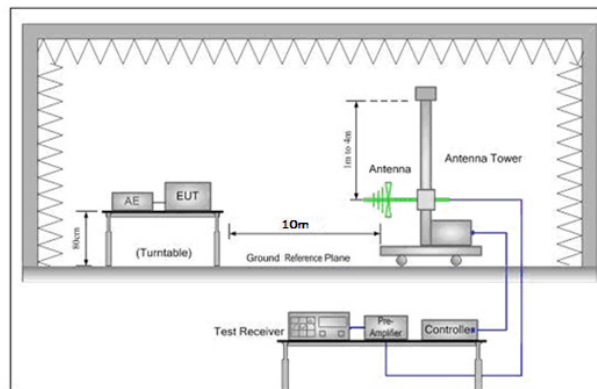 1m to 4m
Antenna
Antenna Tower
AE
EUT
80cm
(Turntable)
10m
Ground Reference Plane
Test Receiver
Pre-
Amplifier
Controller